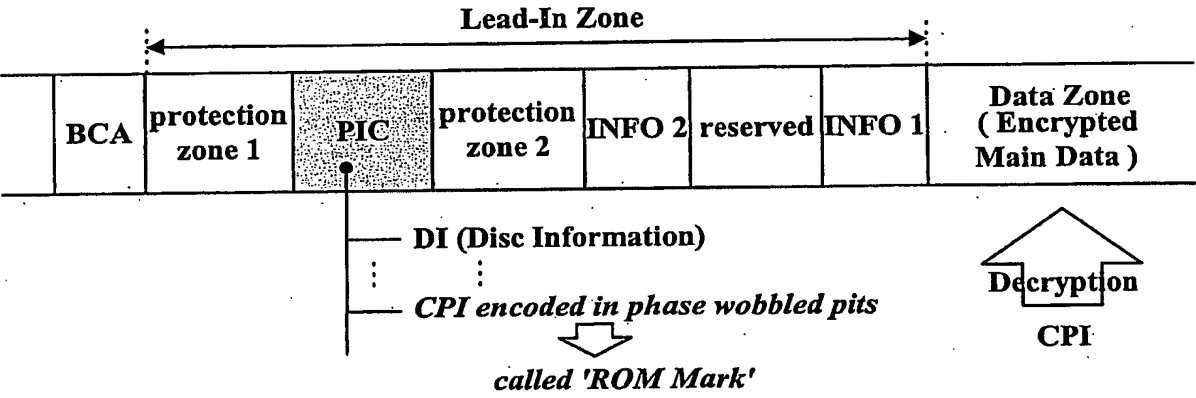 Lead-In Zone
BCA
protection
zone 1
PIC
protection
zone 2
INFO 2
reserved
INFO 1
Data Zone
( Encrypted
Main Data )
DI (Disc Information)
CPI encoded in phase wobbled pits
called 'ROM Mark'
Decryption
CPI